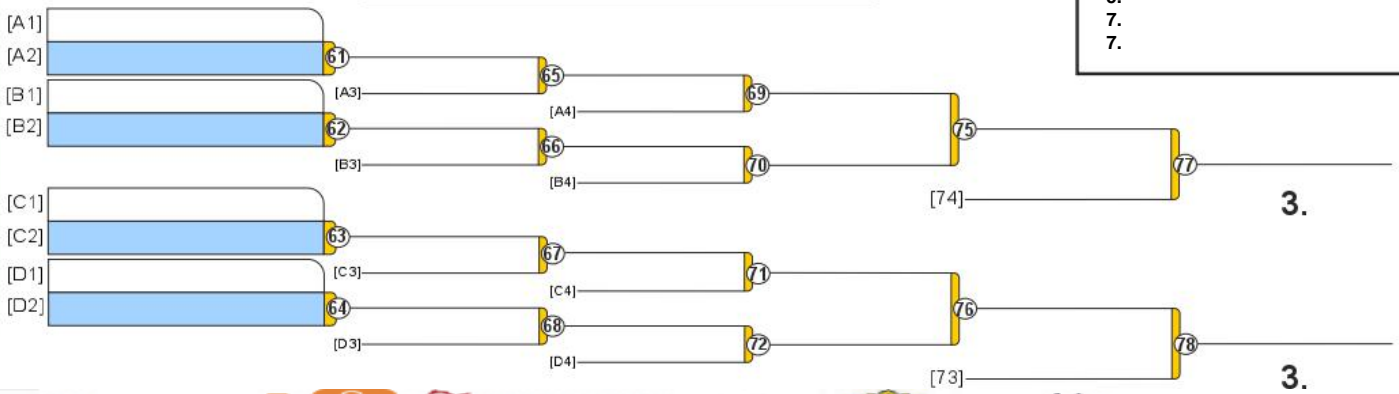 7.
7.
[A1]
[A2]
61
[A3]
65
[A4]
69
[B1]
[B2]
62
[B3]
66
[B4]
70
75
[74]
77
3.
[C1]
[C2]
63
[C3]
67
[C4]
71
[D1]
[D2]
64
[D3]
68
[D4]
72
76
[73]
78
3.